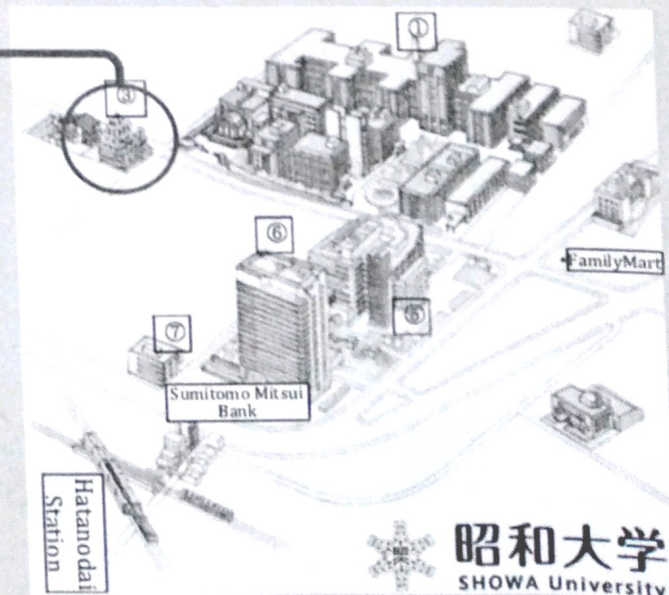 ①
③
FamilyMart
⑥
⑤
⑦
Sumitomo Mitsui
Bank
Hatanodai
Station
昭和大学
SHOWA University